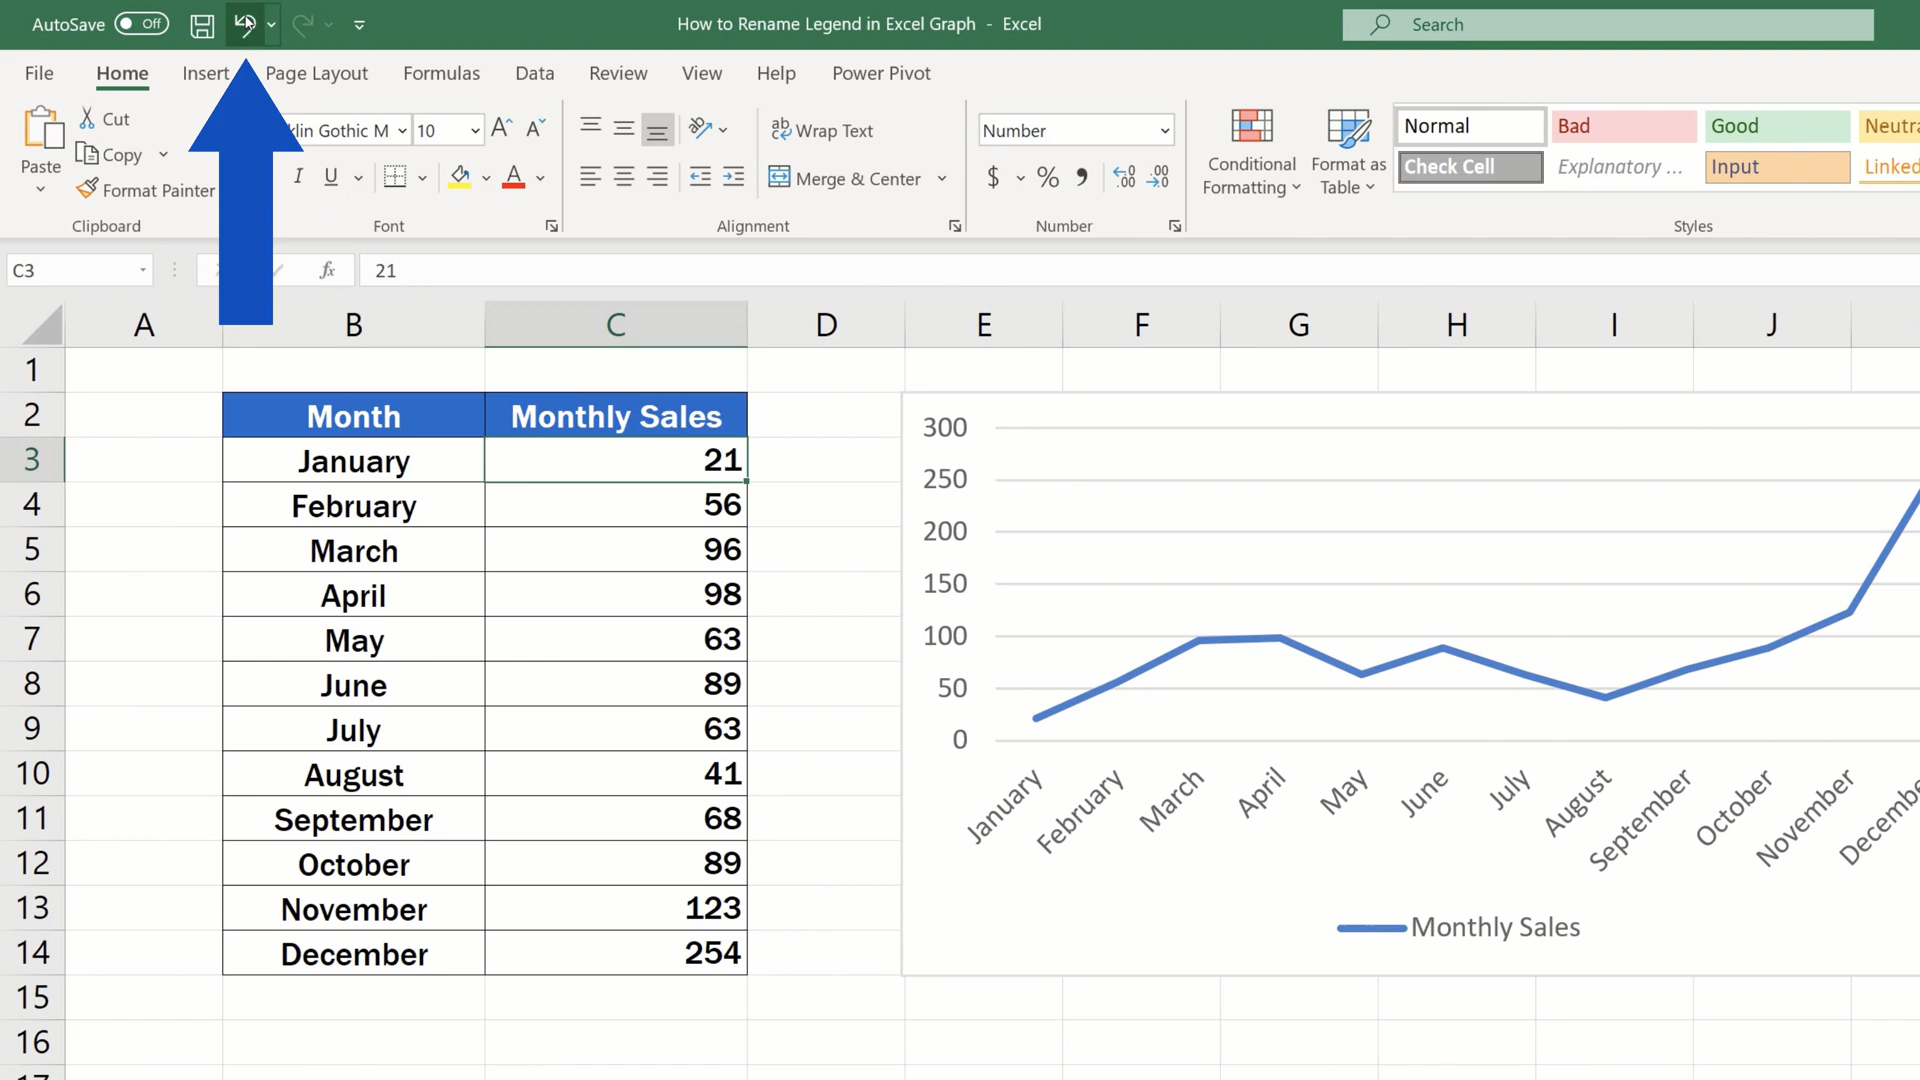 AutoSave Off
How to Rename Legend in Excel Graph - Excel
Search
File Home Insert Page Layout Formulas Data Review View Help Power Pivot
Paste
Cut
Copy
Format Painter
Clipboard
klin Gothic M 10
I U A
Font
ab Wrap Text
Merge & Center
Alignment
Number
$ % , .00 .00
Number
Conditional Formatting
Format as Table
Normal Bad Good
Check Cell Explanatory ... Input Linked
Styles
C3 fx 21
A B C D E F G H I J
1
2 Month Monthly Sales
3 January 21
4 February 56
5 March 96
6 April 98
7 May 63
8 June 89
9 July 63
10 August 41
11 September 68
12 October 89
13 November 123
14 December 254
15
16
17
300
250
200
150
100
50
0
January February March April May June July August September October November
Monthly Sales